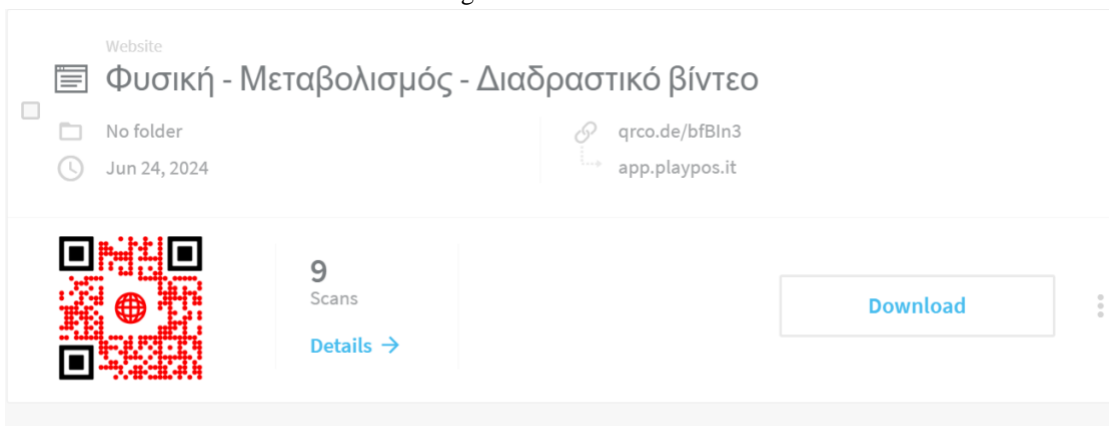 Website
Φυσική - Μεταβολισμός - Διαδραστικό βίντεο
No folder
qrco.de/bfBIn3
Jun 24, 2024
app.playpos.it
9
Scans
Details →
Download